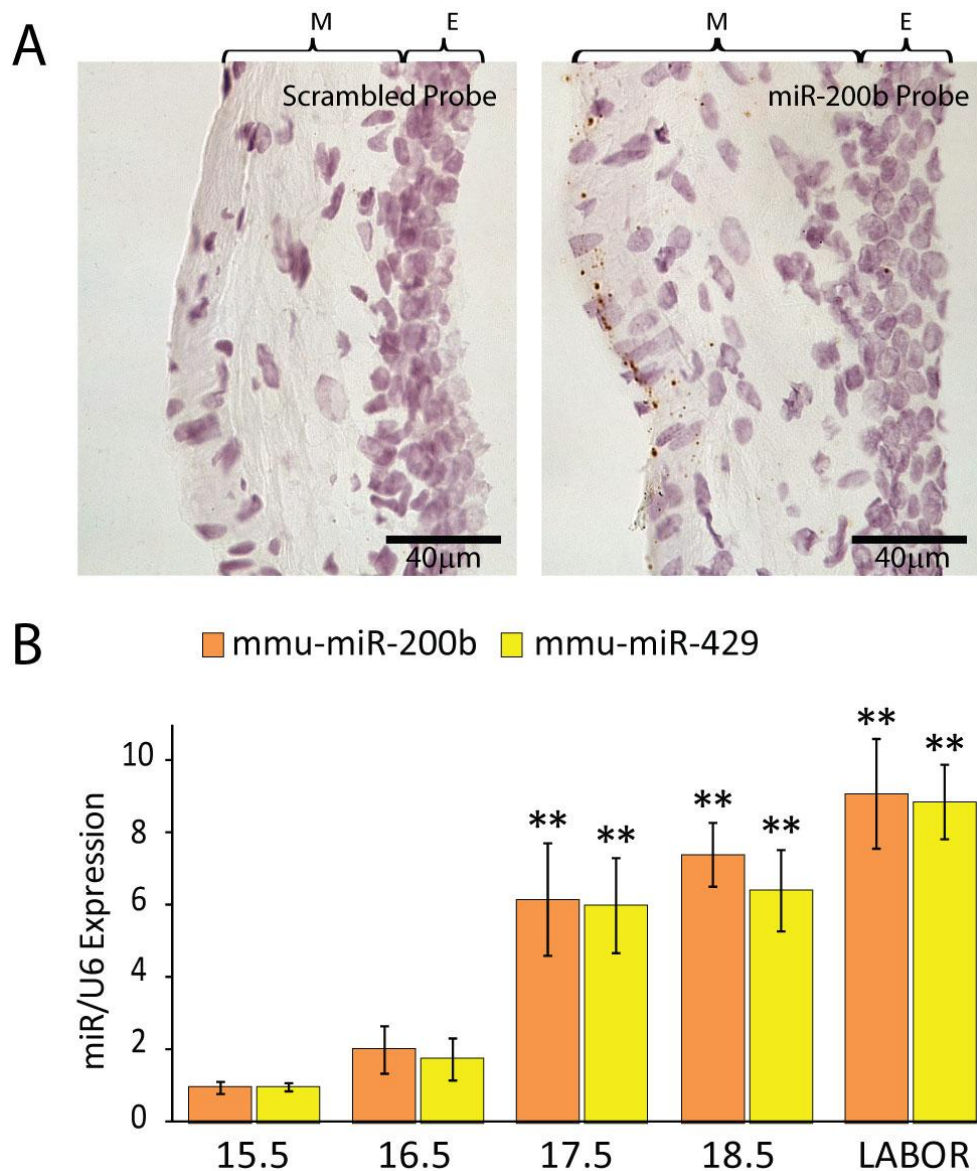 A
M E M E
Scrambled Probe miR-200b Probe
40μm 40μm
B
mmu-miR-200b mmu-miR-429
miR/U6 Expression
10
8
6
4
2
0
** ** ** ** ** **
15.5 16.5 17.5 18.5 LABOR